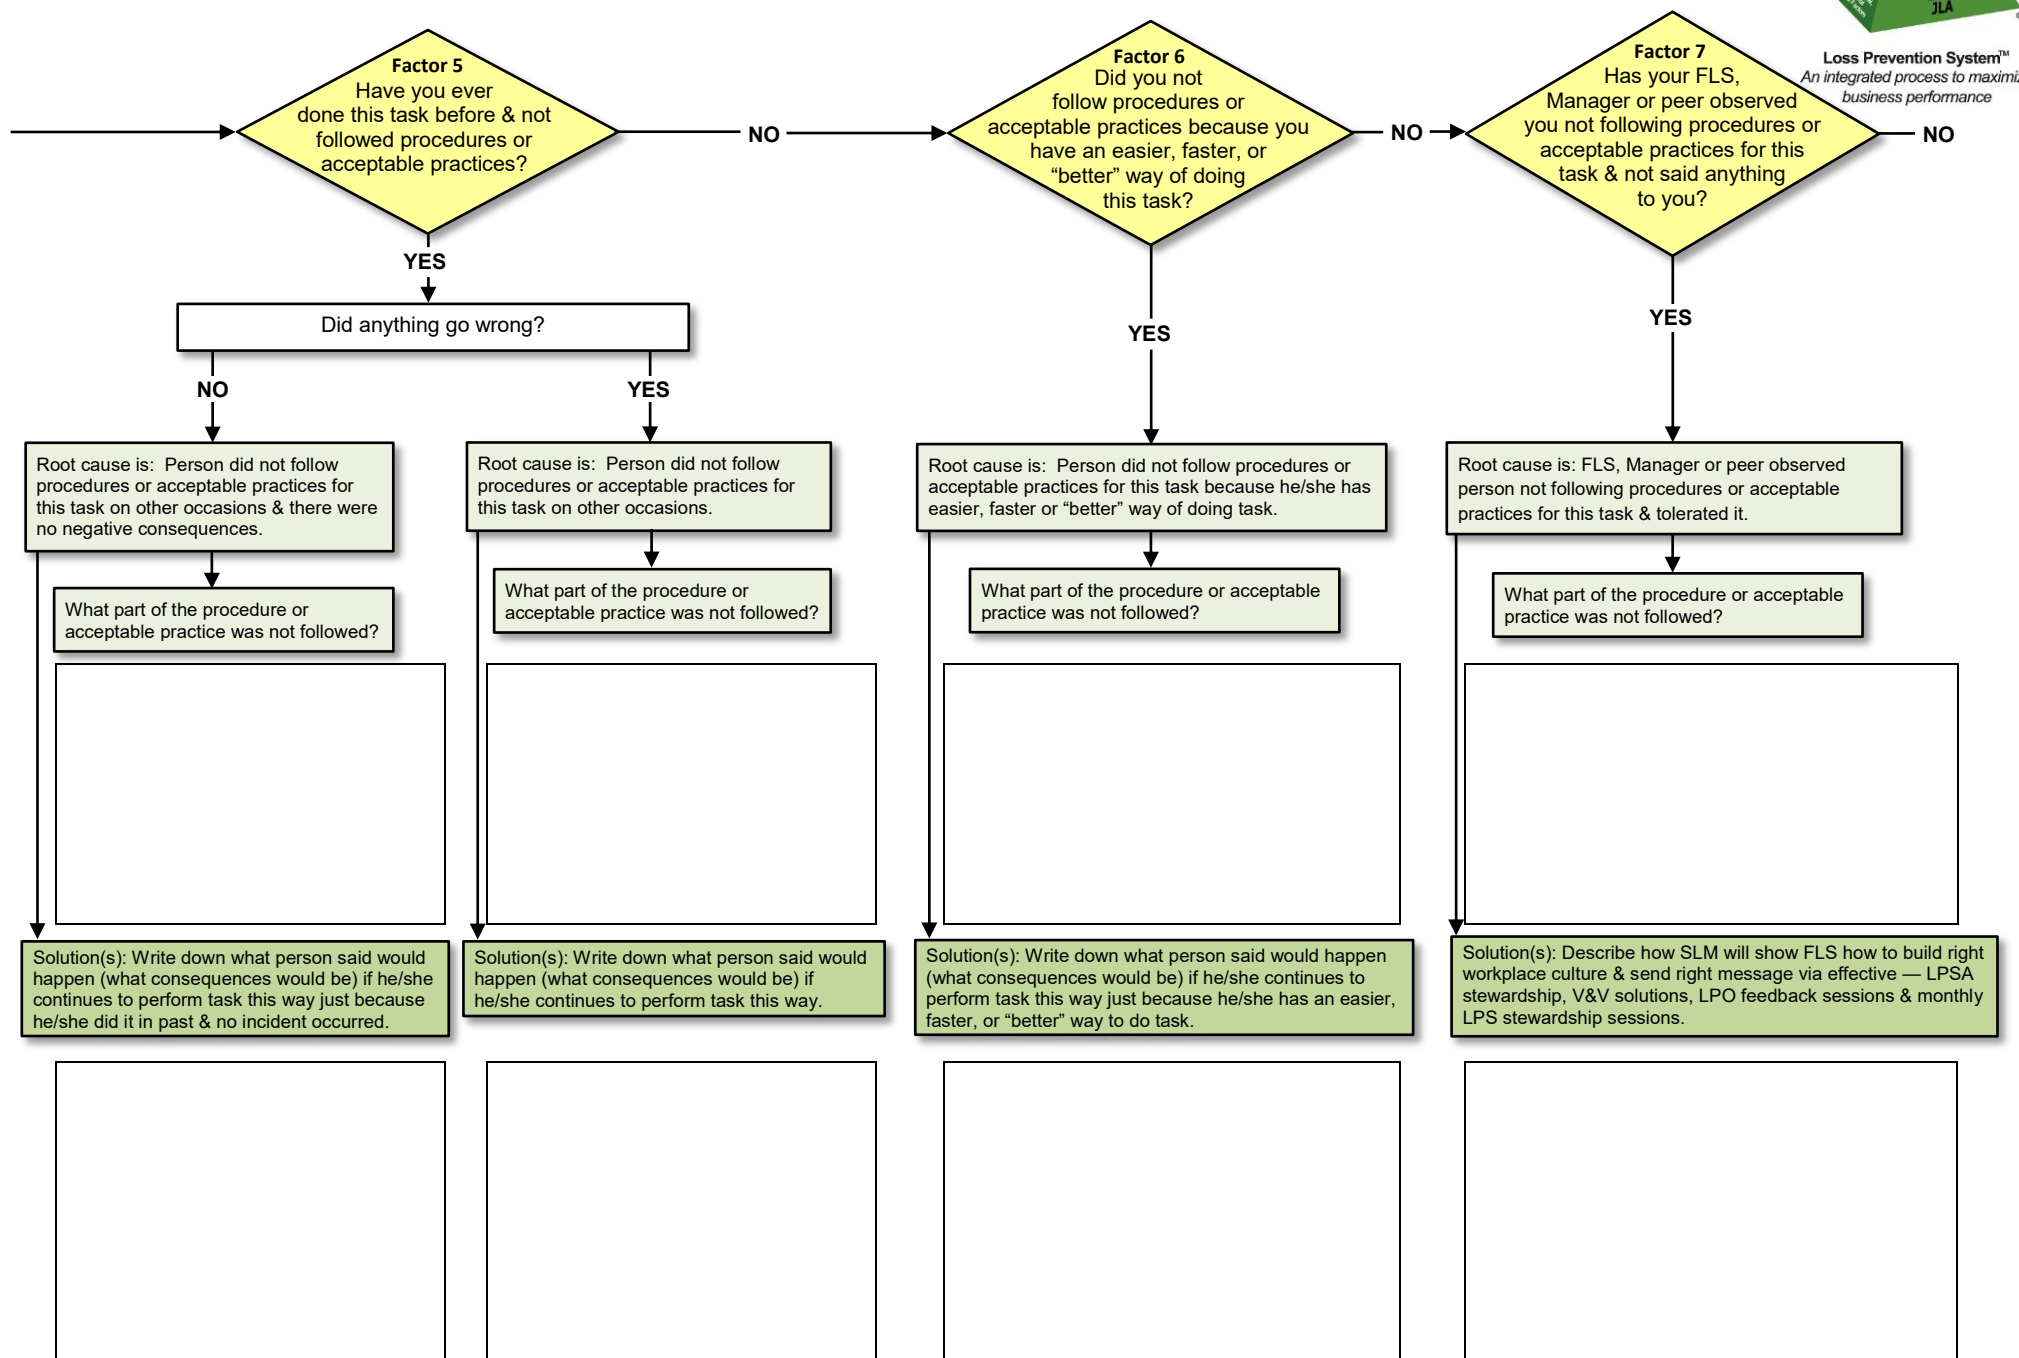 JLA
Loss Prevention System™
An integrated process to maximiz
business performance
Factor 5
Have you ever
done this task before & not
followed procedures or
acceptable practices?
NO
Factor 6
Did you not
follow procedures or
acceptable practices because you
have an easier, faster, or
“better” way of doing
this task?
NO
Factor 7
Has your FLS,
Manager or peer observed
you not following procedures or
acceptable practices for this
task & not said anything
to you?
NO
YES
Did anything go wrong?
NO
YES
YES
YES
Root cause is: Person did not follow
procedures or acceptable practices for
this task on other occasions & there were
no negative consequences.
Root cause is: Person did not follow
procedures or acceptable practices for
this task on other occasions.
Root cause is: Person did not follow procedures or
acceptable practices for this task because he/she has
easier, faster or “better” way of doing task.
Root cause is: FLS, Manager or peer observed
person not following procedures or acceptable
practices for this task & tolerated it.
What part of the procedure or
acceptable practice was not followed?
What part of the procedure or
acceptable practice was not followed?
What part of the procedure or acceptable
practice was not followed?
What part of the procedure or acceptable
practice was not followed?
Solution(s): Write down what person said would
happen (what consequences would be) if he/she
continues to perform task this way just because
he/she did it in past & no incident occurred.
Solution(s): Write down what person said would
happen (what consequences would be) if
he/she continues to perform task this way.
Solution(s): Write down what person said would happen
(what consequences would be) if he/she continues to
perform task this way just because he/she has an easier,
faster, or “better” way to do task.
Solution(s): Describe how SLM will show FLS how to build right
workplace culture & send right message via effective — LPSA
stewardship, V&V solutions, LPO feedback sessions & monthly
LPS stewardship sessions.